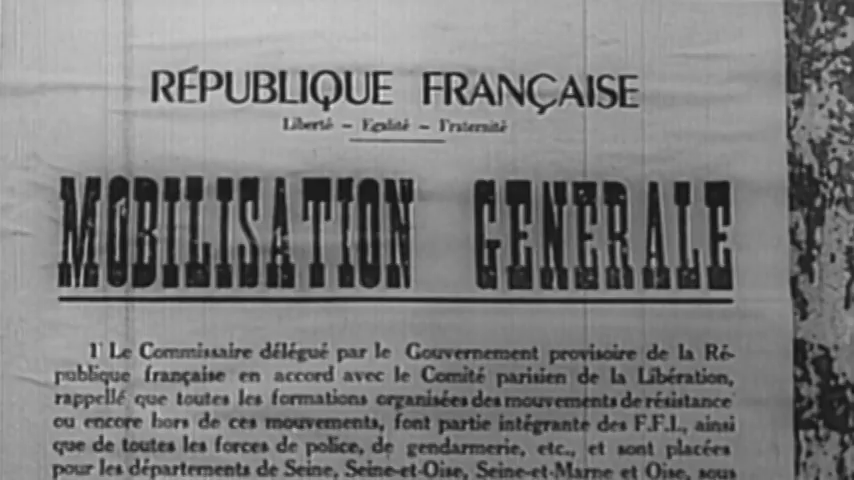 RÉPUBLIQUE FRANÇAISE
Liberté – Egalité – Fraternité
MOBILISATION GENERALE
1° Le Commissaire délégué par le Gouvernement provisoire de la Ré-
publique française en accord avec le Comité parisien de la Libération,
rappellé que toutes les formations organisées des mouvements de résistance
ou encore hors de ces mouvements, font partie intégrante des F.F.I., ainsi
que de toutes les forces de police, de gendarmerie, etc., et sont placées
pour les départements de Seine, Seine-et-Oise, Seine-et-Marne et Oise, sous